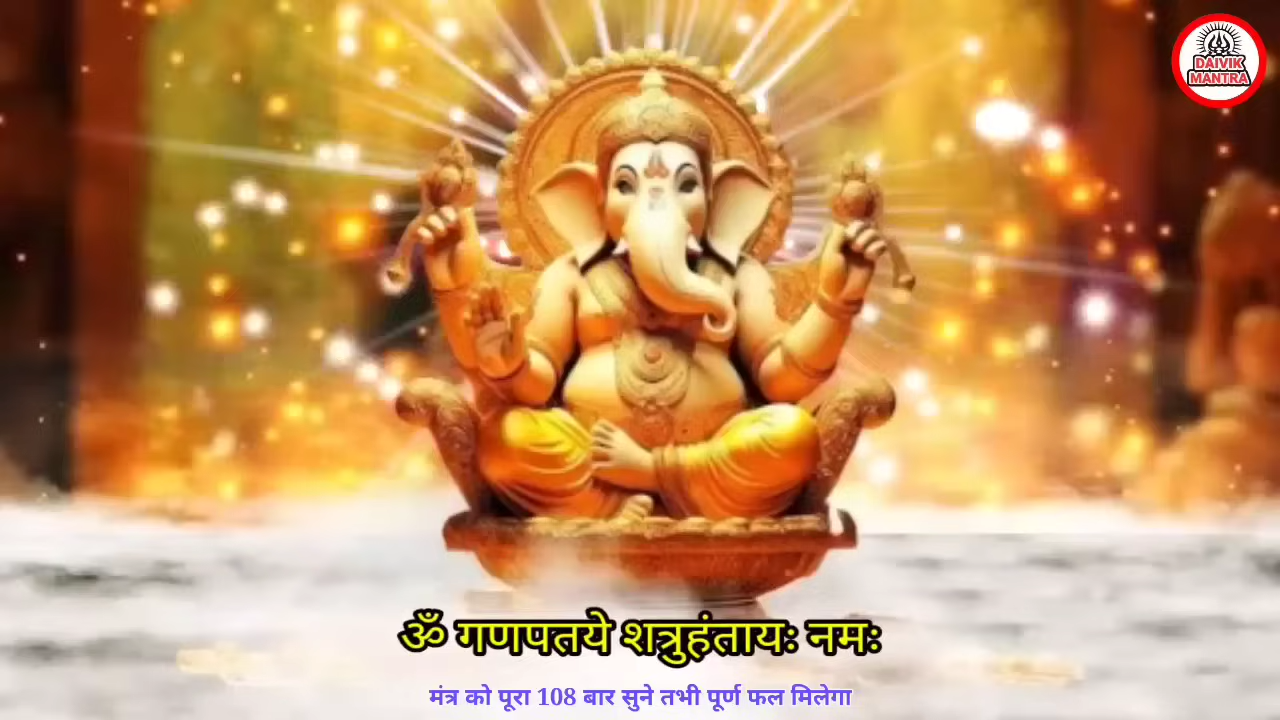 DAIVIK
MANTRA
ॐ गणपतये शत्रुहंतायः नमः
मंत्र को पूरा 108 बार सुने तभी पूर्ण फल मिलेगा